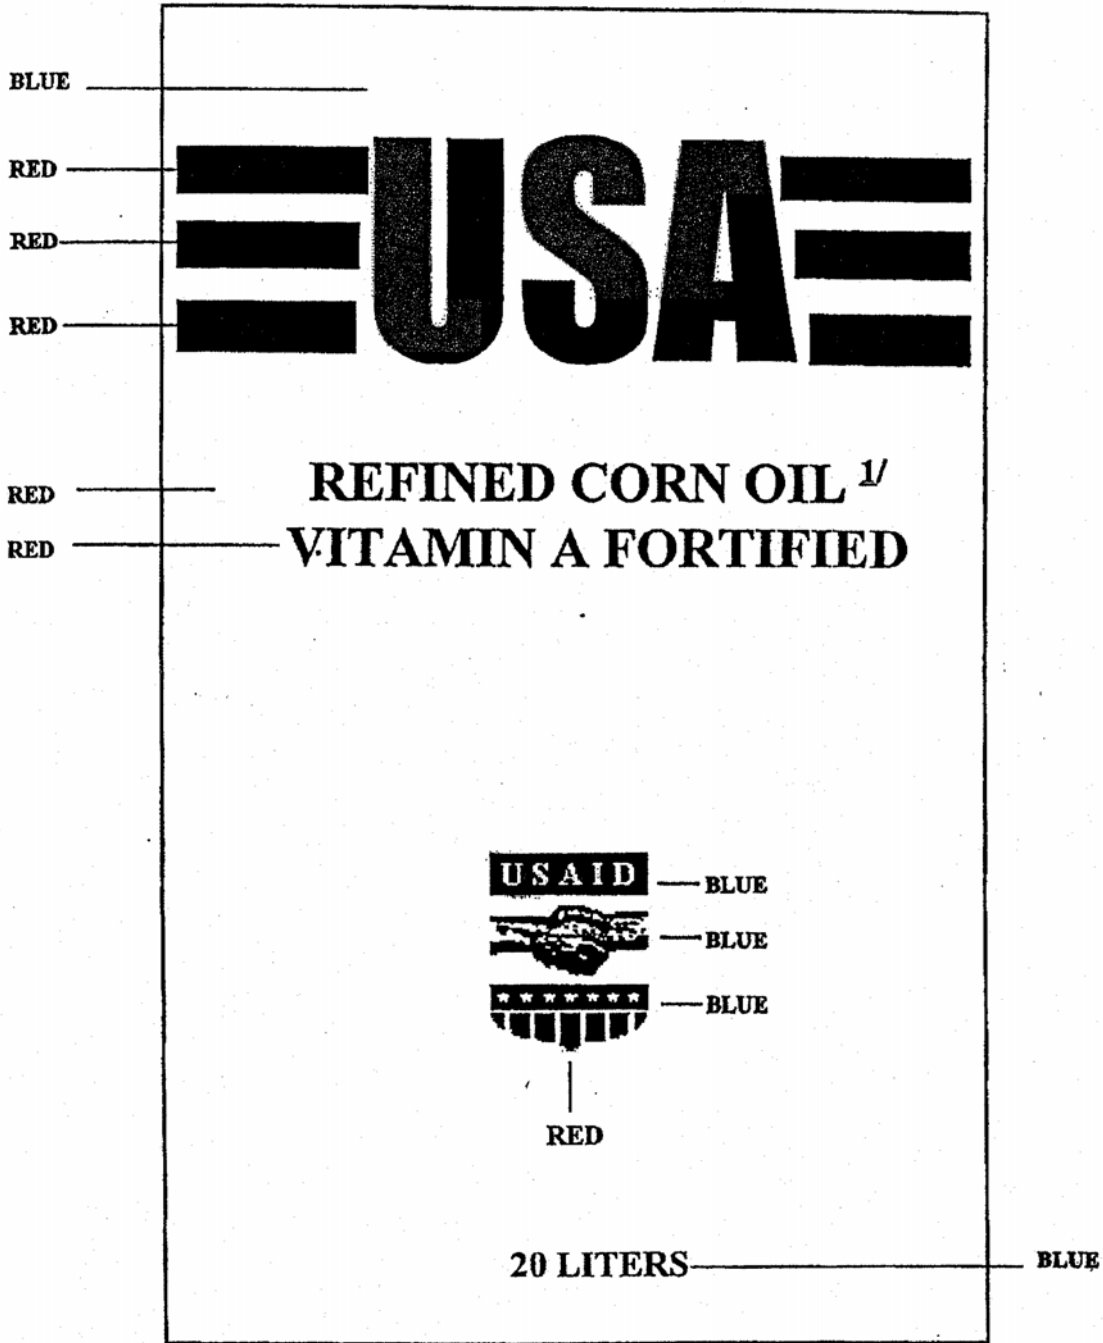 BLUE
USA
RED
RED
RED
RED
REFINED CORN OIL 1/
RED
VITAMIN A FORTIFIED
USAID
BLUE
BLUE
BLUE
RED
20 LITERS
BLUE